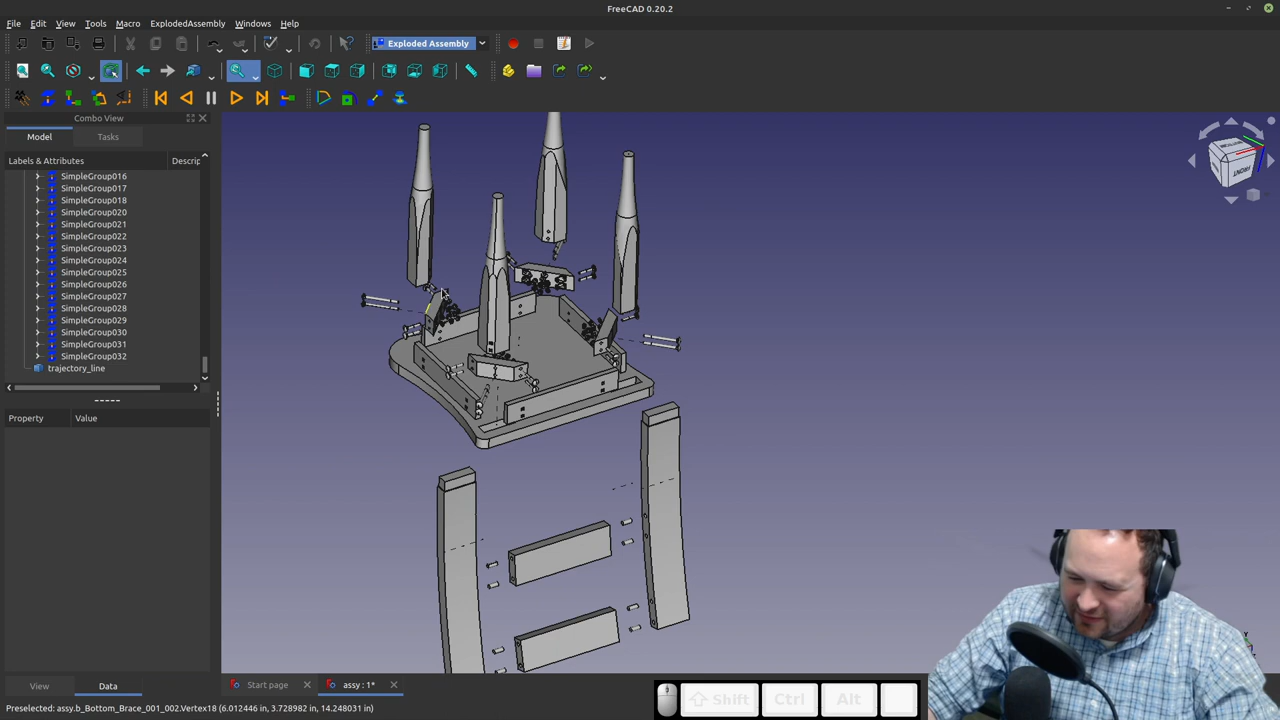 FreeCAD 0.20.2
File Edit View Tools Macro ExplodedAssembly Windows Help
Exploded Assembly
Combo View
Model Tasks
Labels & Attributes Descrip
SimpleGroup016
SimpleGroup017
SimpleGroup018
SimpleGroup020
SimpleGroup021
SimpleGroup022
SimpleGroup023
SimpleGroup024
SimpleGroup025
SimpleGroup026
SimpleGroup027
SimpleGroup028
SimpleGroup029
SimpleGroup030
SimpleGroup031
SimpleGroup032
trajectory_line
Property Value
FRONT
View Data
Start page assy : 1*
Shift Ctrl Alt
Preselected: assy.b_Bottom_Brace_001_002.Vertex18 (6.012446 in, 3.728982 in, 14.248031 in)